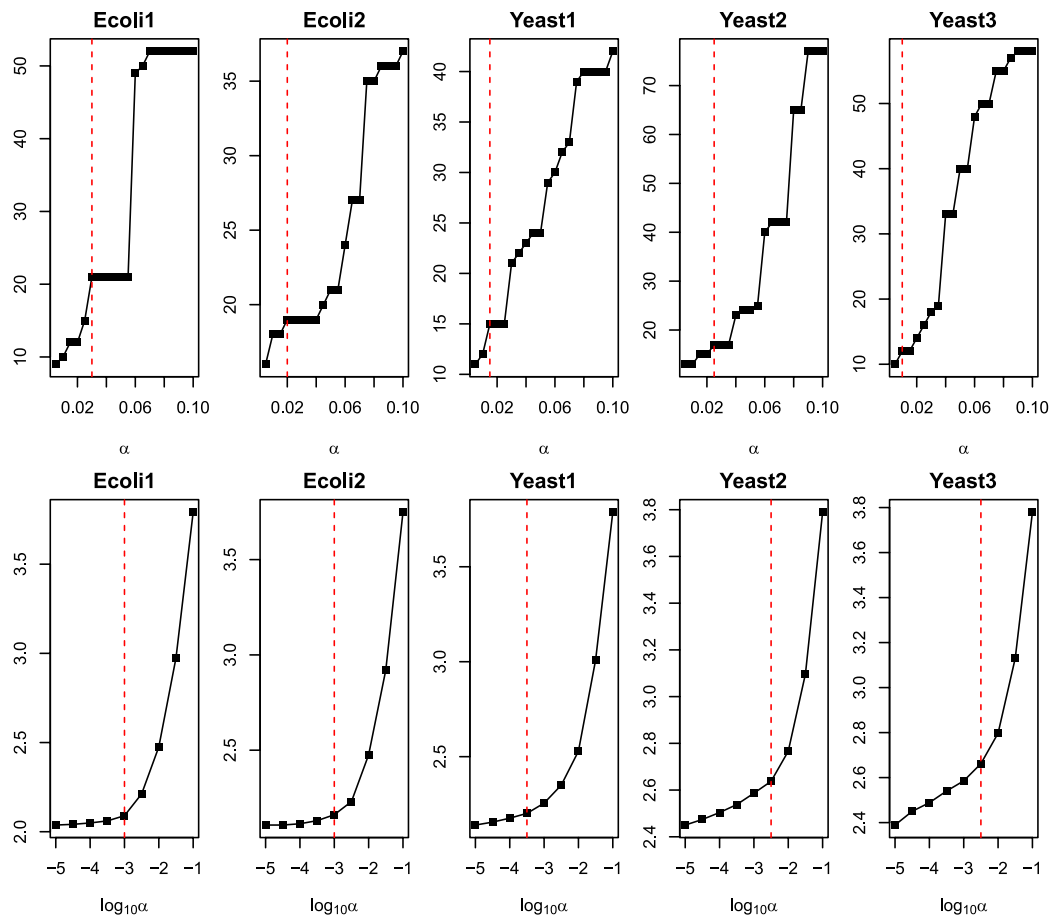 Ecoli1 Ecoli2 Yeast1 Yeast2 Yeast3
50 40 30 20 10
35 30 25 20
40 35 30 25 20 15 10
70 60 50 40 30 20
50 40 30 20 10
0.02 0.06 0.10 0.02 0.06 0.10 0.02 0.06 0.10 0.02 0.06 0.10 0.02 0.06 0.10
α α α α α
Ecoli1 Ecoli2 Yeast1 Yeast2 Yeast3
3.5 3.0 2.5 2.0
3.5 3.0 2.5
3.5 3.0 2.5
3.8 3.6 3.4 3.2 3.0 2.8 2.6 2.4
3.8 3.6 3.4 3.2 3.0 2.8 2.6 2.4
−5 −4 −3 −2 −1 −5 −4 −3 −2 −1 −5 −4 −3 −2 −1 −5 −4 −3 −2 −1 −5 −4 −3 −2 −1
log₁₀α log₁₀α log₁₀α log₁₀α log₁₀α